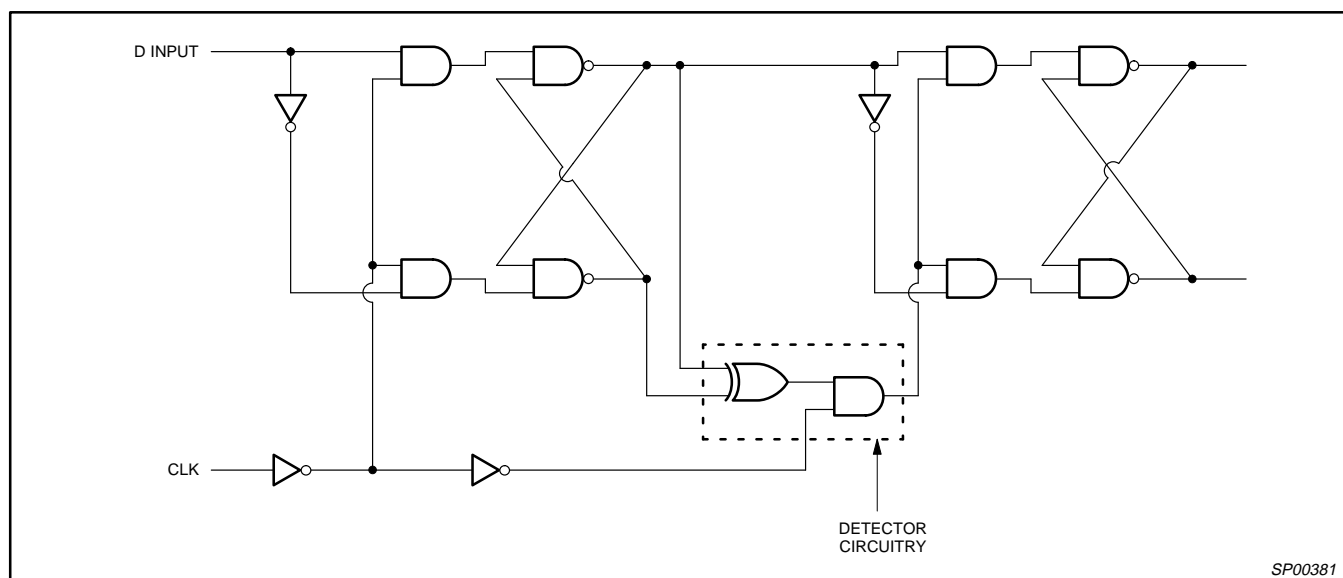 D INPUT
CLK
DETECTOR
CIRCUITRY
SP00381